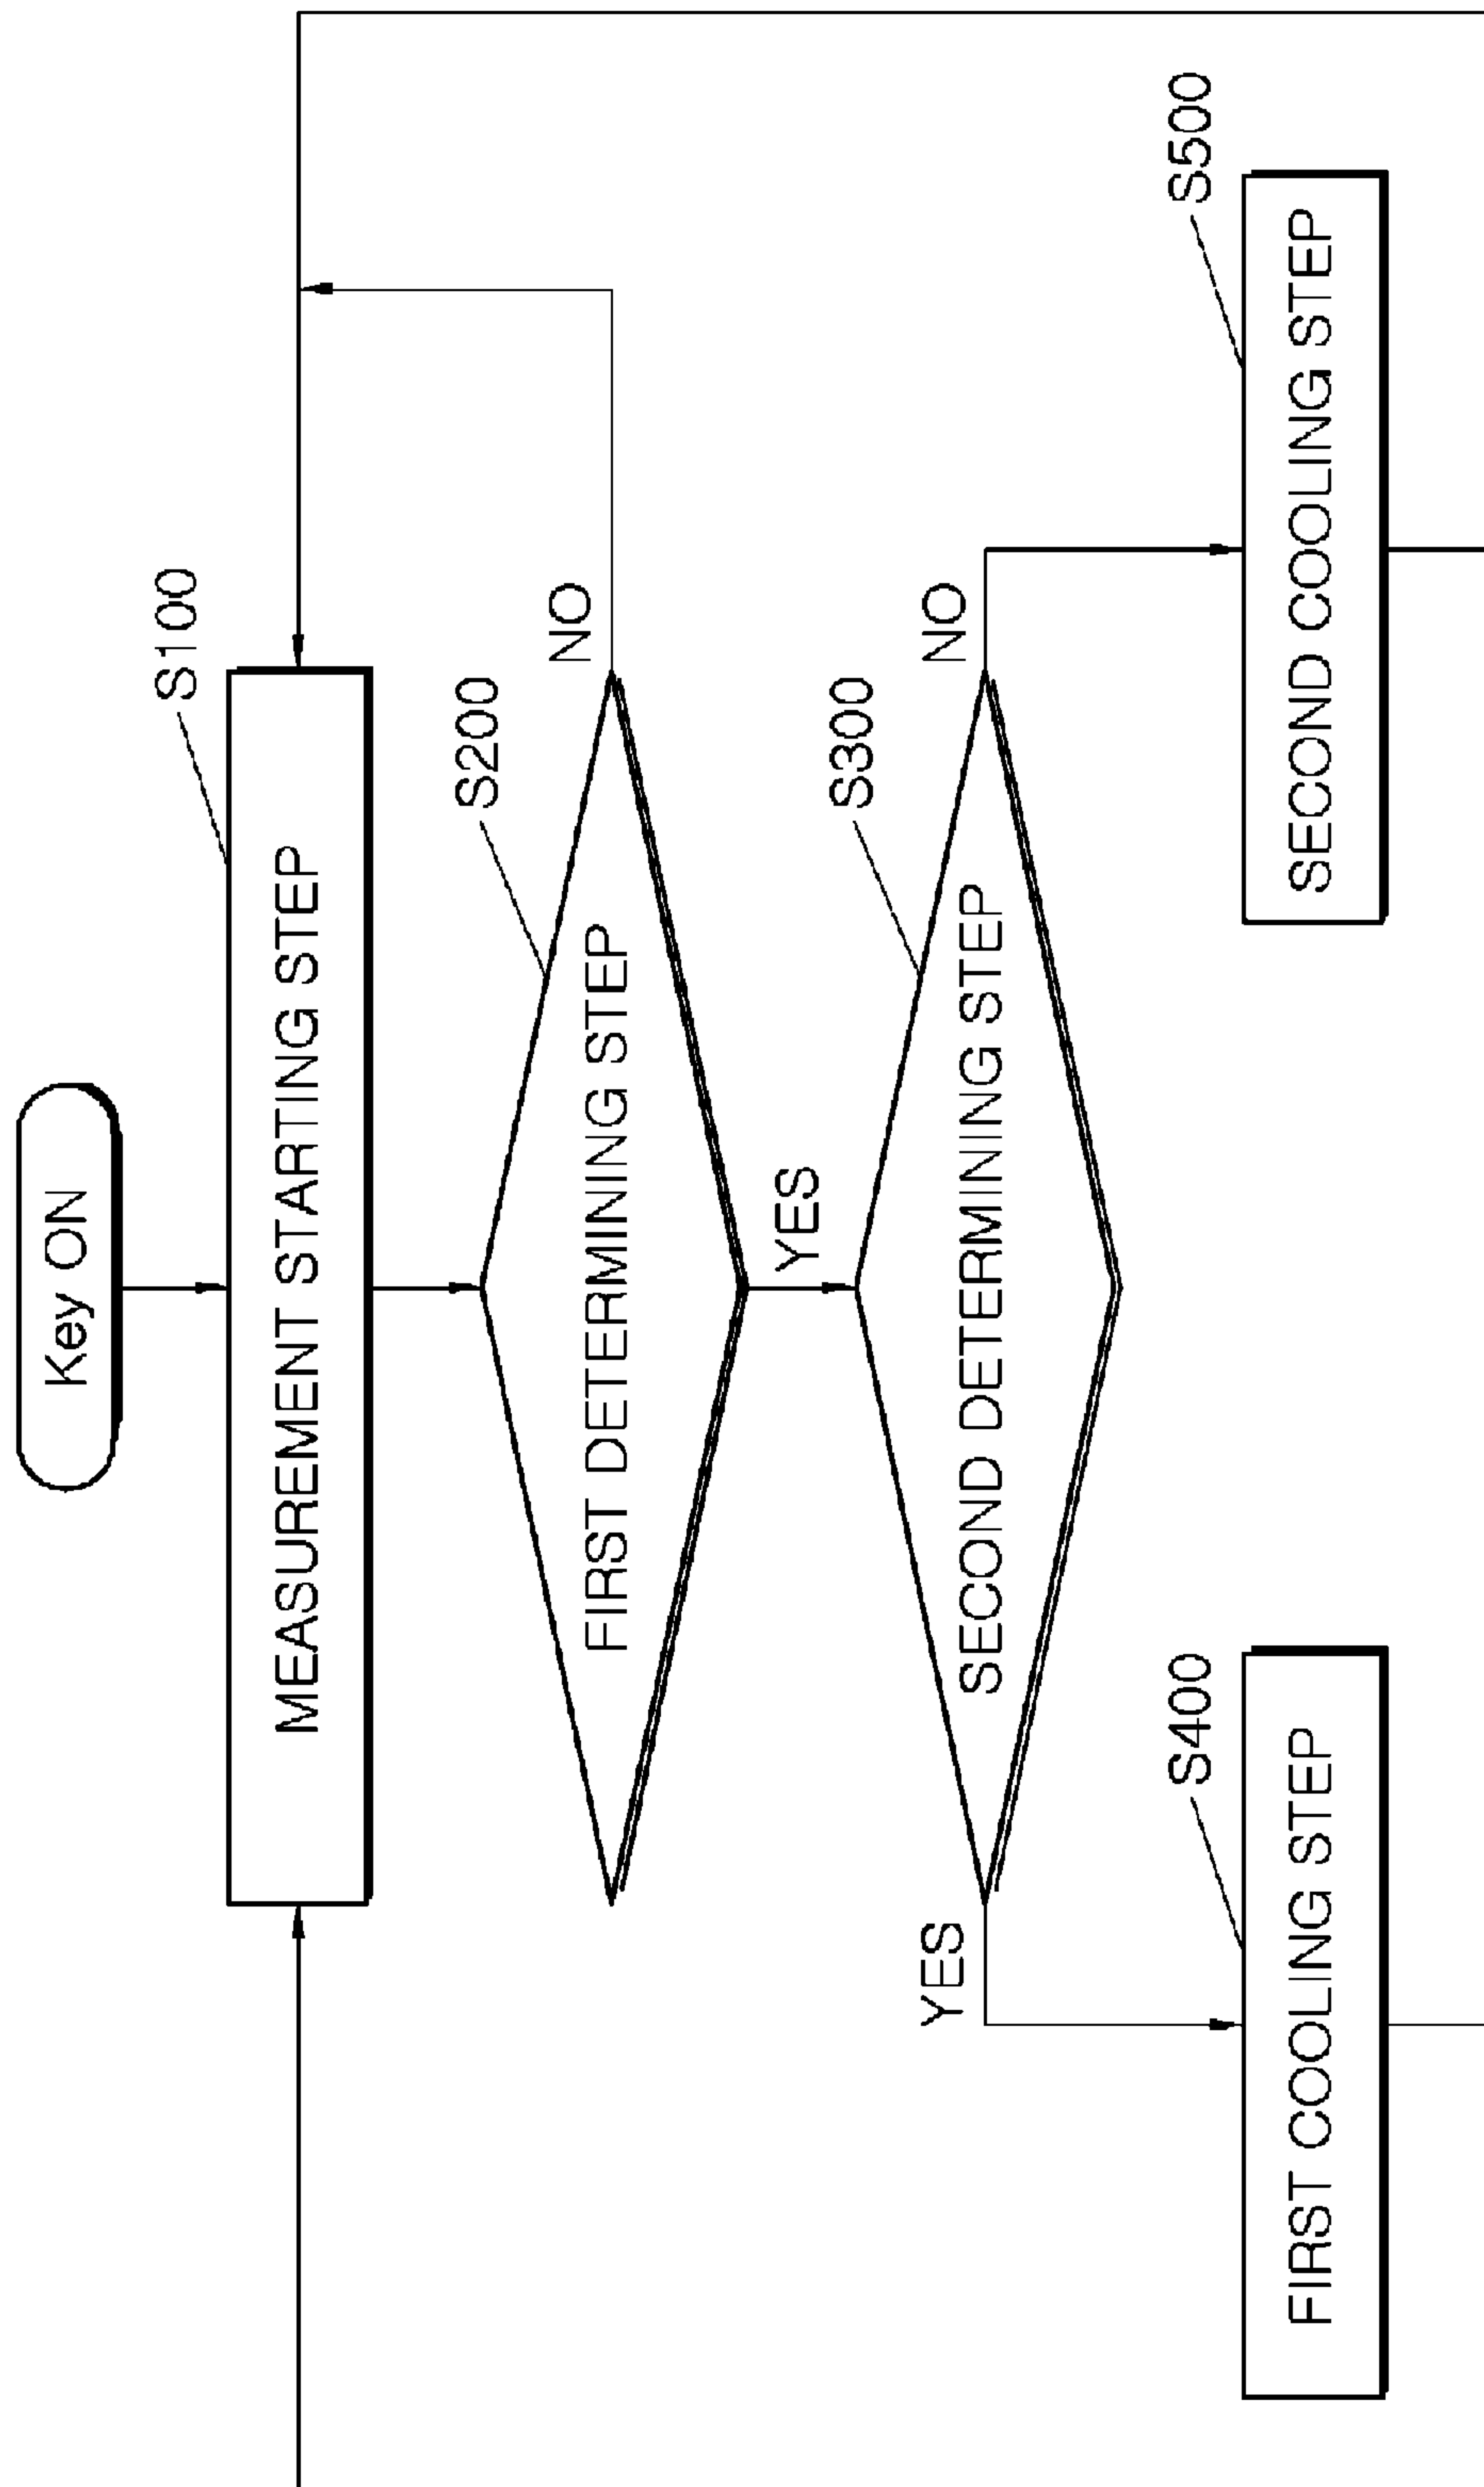 Key ON
S100
MEASUREMENT STARTING STEP
S200
FIRST DETERMINING STEP
NO
YES
S300
SECOND DETERMINING STEP
YES
NO
S400
FIRST COOLING STEP
S500
SECOND COOLING STEP